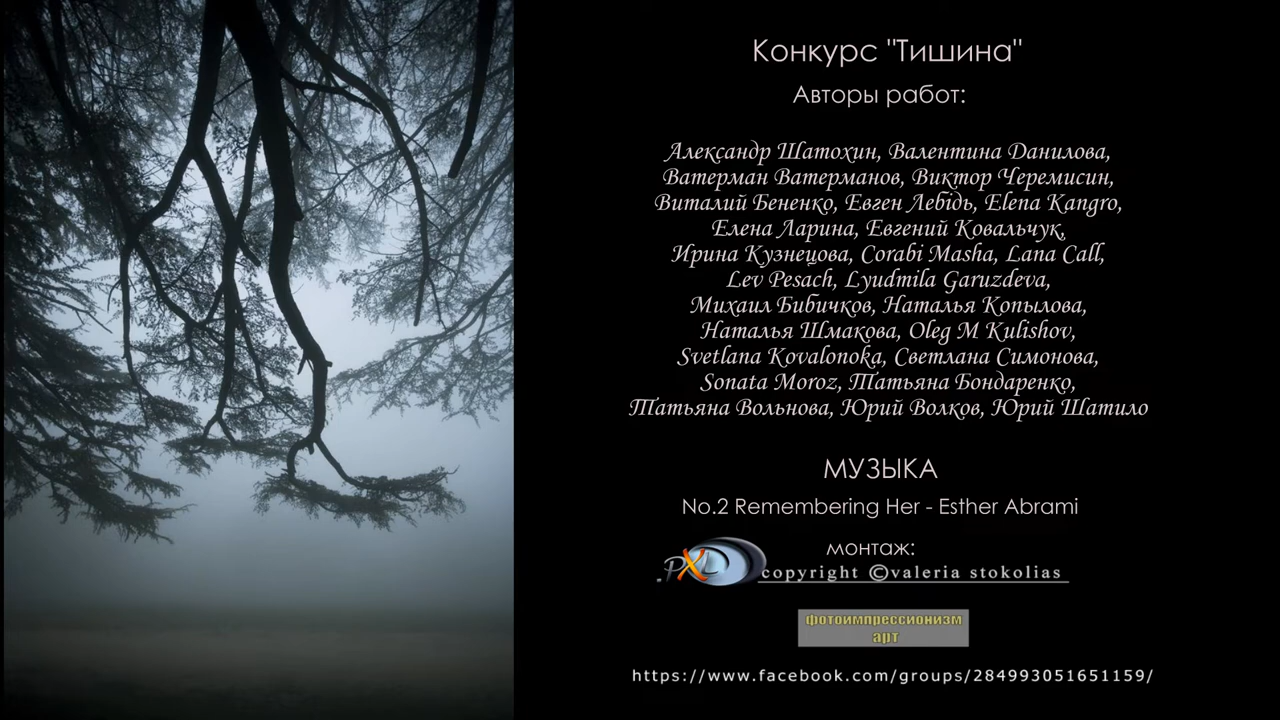 Конкурс "Тишина"
Авторы работ:
Александр Шатохин, Валентина Данилова,
Ватерман Ватерманов, Виктор Черемисин,
Виталий Бененко, Евген Лебідь, Elena Kangro,
Елена Ларина, Евгений Ковальчук,
Ирина Кузнецова, Corabi Masha, Lana Call,
Lev Pesach, Lyudmila Garuzdeva,
Михаил Бибичков, Наталья Копылова,
Наталья Шмакова, Oleg M Kulishov,
Svetlana Kovalonoka, Светлана Симонова,
Sonata Moroz, Татьяна Бондаренко,
Татьяна Вольнова, Юрий Волков, Юрий Шатило
МУЗЫКА
No.2 Remembering Her - Esther Abrami
монтаж:
.PXL copyright ©valeria stokolias
фотоимпрессионизм
арт
https://www.facebook.com/groups/284993051651159/